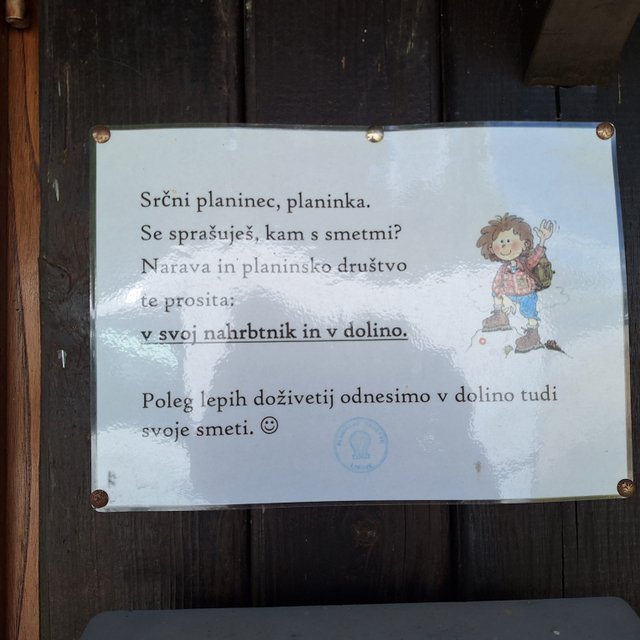 Srčni planinec, planinka.
Se sprašuješ, kam s smetmi?
Narava in planinsko društvo
te prosita:
v svoj nahrbtnik in v dolino.
Poleg lepih doživetij odnesimo v dolino tudi
svoje smeti. ☺